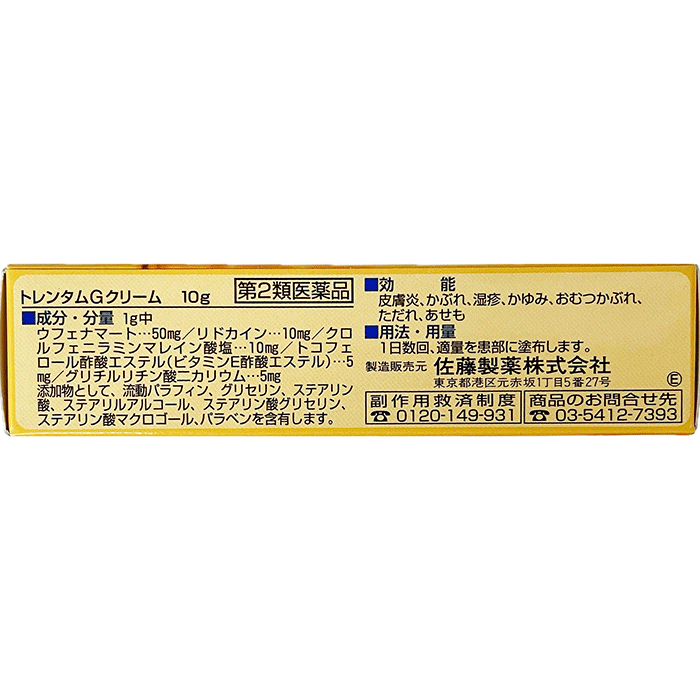 トレンタムGクリーム 10g 第2類医薬品
■成分・分量 1g中
ウフェナマート…50mg/リドカイン…10mg/クロ
ルフェニラミンマレイン酸塩…10mg/トコフェ
ロール酢酸エステル(ビタミンE酢酸エステル)…5
mg/グリチルリチン酸二カリウム…5mg
添加物として、流動パラフィン、グリセリン、ステアリン
酸、ステアリルアルコール、ステアリン酸グリセリン、
ステアリン酸マクロゴール、パラベンを含有します。
■効 能
皮膚炎、かぶれ、湿疹、かゆみ、おむつかぶれ、
ただれ、あせも
■用法・用量
1日数回、適量を患部に塗布します。
製造販売元 佐藤製薬株式会社
東京都港区元赤坂1丁目5番27号
Ⓔ
副作用救済制度
☎ 0120-149-931
商品のお問合せ先
☎ 03-5412-7393